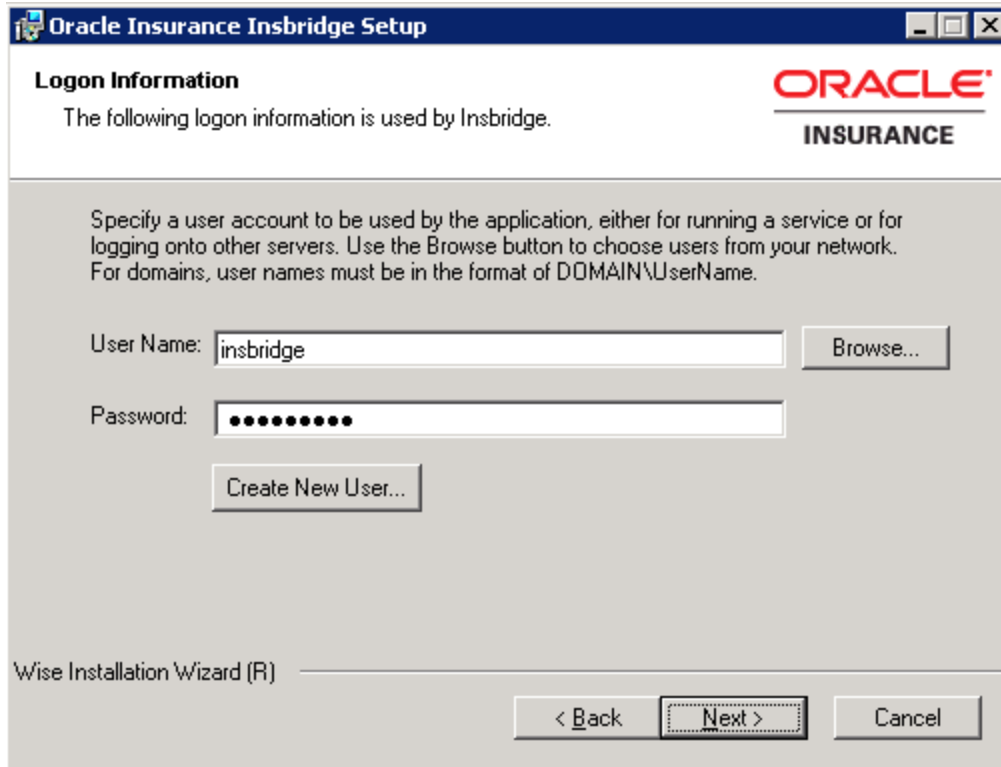 Oracle Insurance Insbridge Setup
Logon Information
The following logon information is used by Insbridge.
ORACLE
INSURANCE
Specify a user account to be used by the application, either for running a service or for
logging onto other servers. Use the Browse button to choose users from your network.
For domains, user names must be in the format of DOMAIN\UserName.
User Name: insbridge Browse...
Password: ●●●●●●●●●
Create New User...
Wise Installation Wizard (R)
< Back Next > Cancel